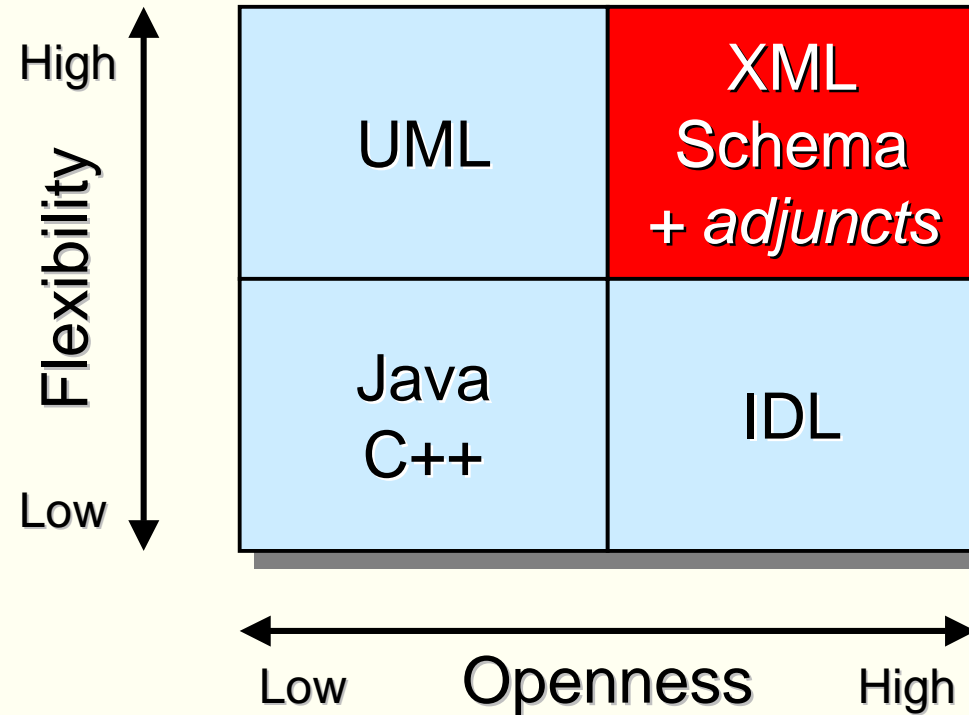 High
Flexibility
Low
UML
XML
Schema
+ adjuncts
Java
C++
IDL
Low
Openness
High